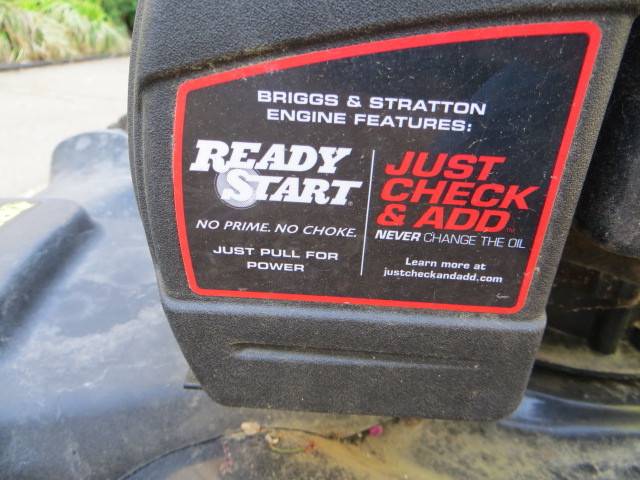 BRIGGS & STRATTON
ENGINE FEATURES:
READY
START®
NO PRIME. NO CHOKE.
JUST PULL FOR
POWER
JUST
CHECK
& ADD™
NEVER CHANGE THE OIL
Learn more at
justcheckandadd.com